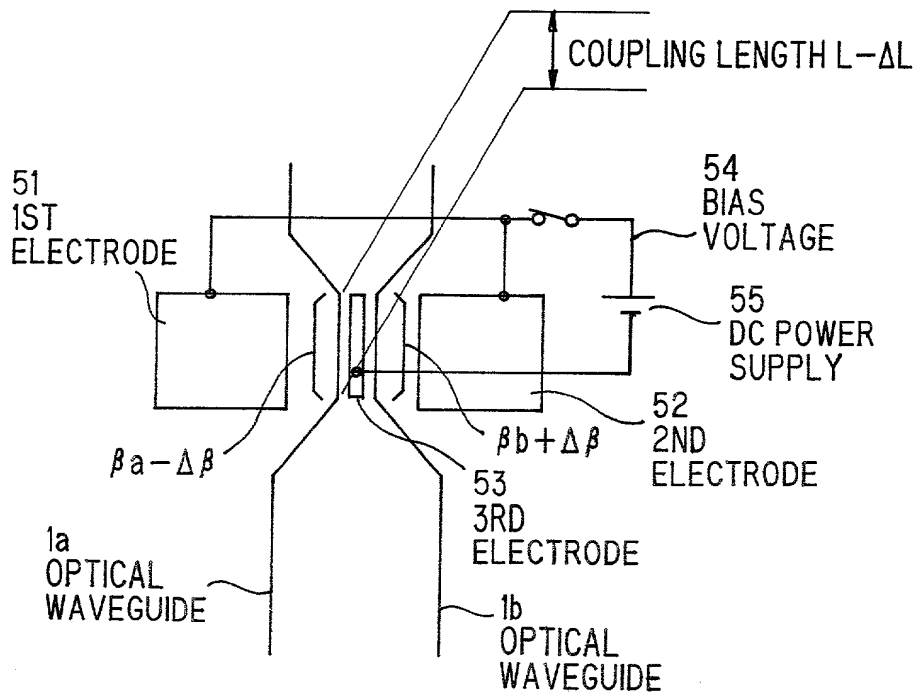 COUPLING LENGTH L−ΔL
51
1ST
ELECTRODE
54
BIAS
VOLTAGE
55
DC POWER
SUPPLY
βa−Δβ
βb+Δβ
52
2ND
ELECTRODE
53
3RD
ELECTRODE
1a
OPTICAL
WAVEGUIDE
1b
OPTICAL
WAVEGUIDE